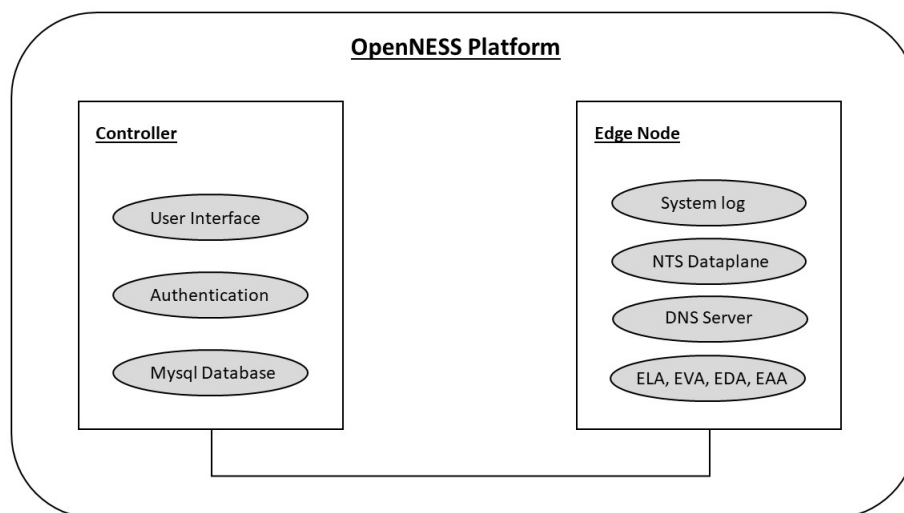 OpenNESS Platform
Controller
User Interface
Authentication
Mysql Database
Edge Node
System log
NTS Dataplane
DNS Server
ELA, EVA, EDA, EAA